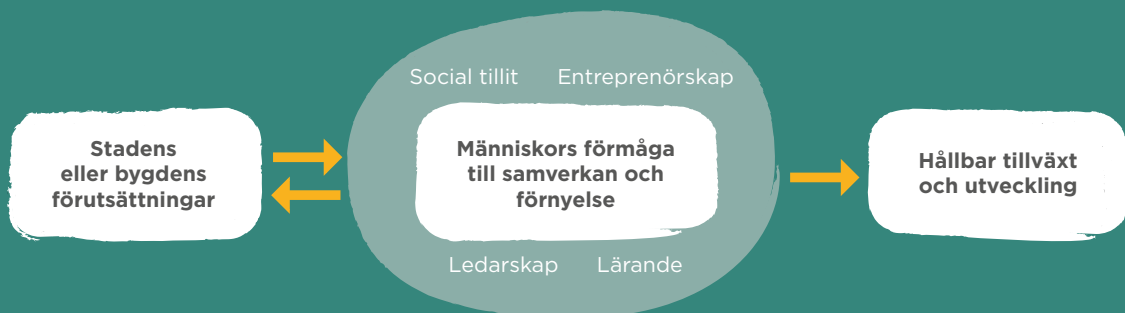 Stadens
eller bygdens
förutsättningar
Social tillit
Entreprenörskap
Människors förmåga
till samverkan och
förnyelse
Ledarskap
Lärande
Hållbar tillväxt
och utveckling